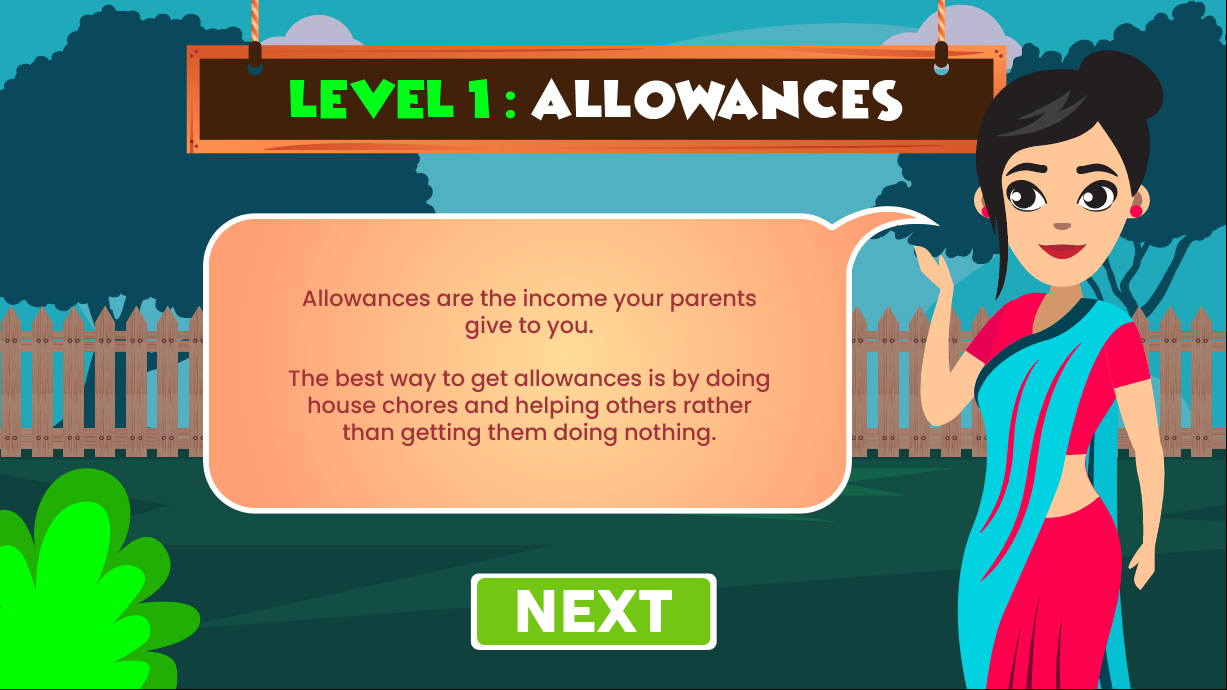 LEVEL 1 : ALLOWANCES
Allowances are the income your parents
give to you.
The best way to get allowances is by doing
house chores and helping others rather
than getting them doing nothing.
NEXT